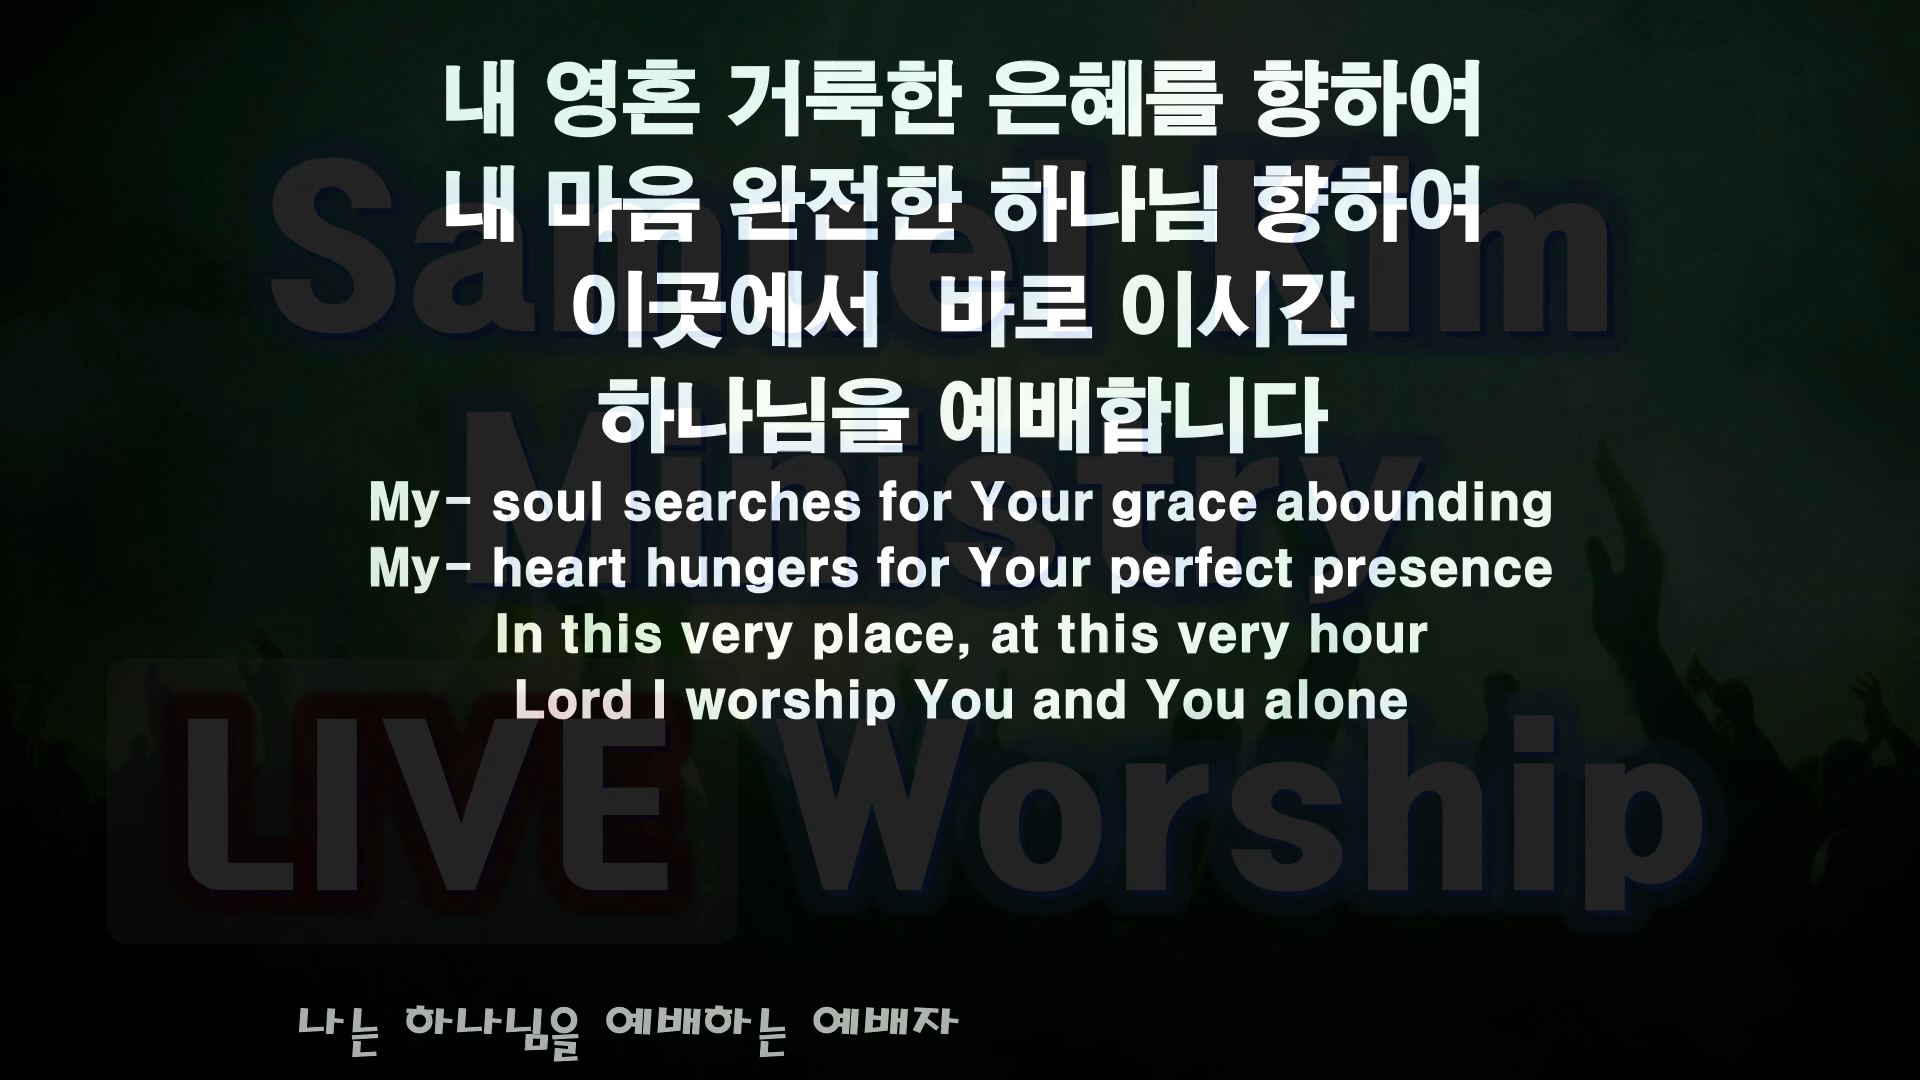 내 영혼 거룩한 은혜를 향하여
내 마음 완전한 하나님 향하여
이곳에서 바로 이시간
하나님을 예배합니다
My- soul searches for Your grace abounding
My- heart hungers for Your perfect presence
In this very place, at this very hour
Lord I worship You and You alone
Samuel Kim
Ministry
LIVE Worship
나는 하나님을 예배하는 예배자